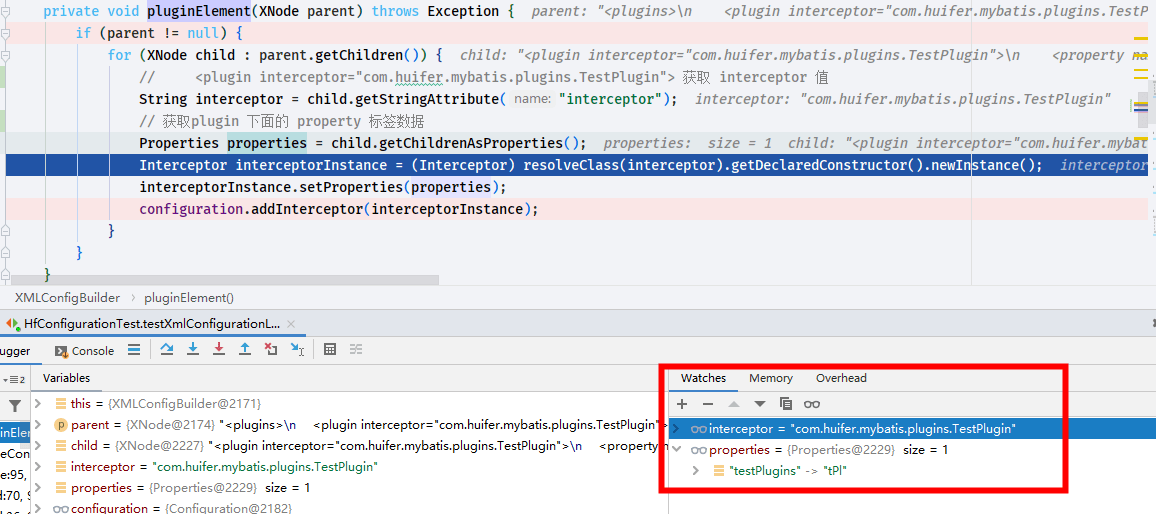 private void pluginElement(XNode parent) throws Exception {  parent: "<plugins>\n    <plugin interceptor="com.huifer.mybatis.plugins.TestP
if (parent != null) {
for (XNode child : parent.getChildren()) {  child: "<plugin interceptor="com.huifer.mybatis.plugins.TestPlugin">\n    <property na
//     <plugin interceptor="com.huifer.mybatis.plugins.TestPlugin"> 获取 interceptor 值
String interceptor = child.getStringAttribute( name: "interceptor");  interceptor: "com.huifer.mybatis.plugins.TestPlugin"
// 获取plugin 下面的 property 标签数据
Properties properties = child.getChildrenAsProperties();  properties:  size = 1  child: "<plugin interceptor="com.huifer.mybat
Interceptor interceptorInstance = (Interceptor) resolveClass(interceptor).getDeclaredConstructor().newInstance();  interceptor
interceptorInstance.setProperties(properties);
configuration.addInterceptor(interceptorInstance);
}
}
}
XMLConfigBuilder › pluginElement()
HfConfigurationTest.testXmlConfigurationL... ×
ugger Console
2 Variables Watches Memory Overhead
this = {XMLConfigBuilder@2171}
parent = {XNode@2174} "<plugins>\n    <plugin interceptor="com.huifer.mybatis.plugins.TestPlugin">
child = {XNode@2227} "<plugin interceptor="com.huifer.mybatis.plugins.TestPlugin">\n    <property n
interceptor = "com.huifer.mybatis.plugins.TestPlugin"
properties = {Properties@2229}  size = 1
configuration = {Configuration@2182}
inElen
eCon
e:95,
d:70, S
interceptor = "com.huifer.mybatis.plugins.TestPlugin"
properties = {Properties@2229}  size = 1
"testPlugins" -> "tPl"